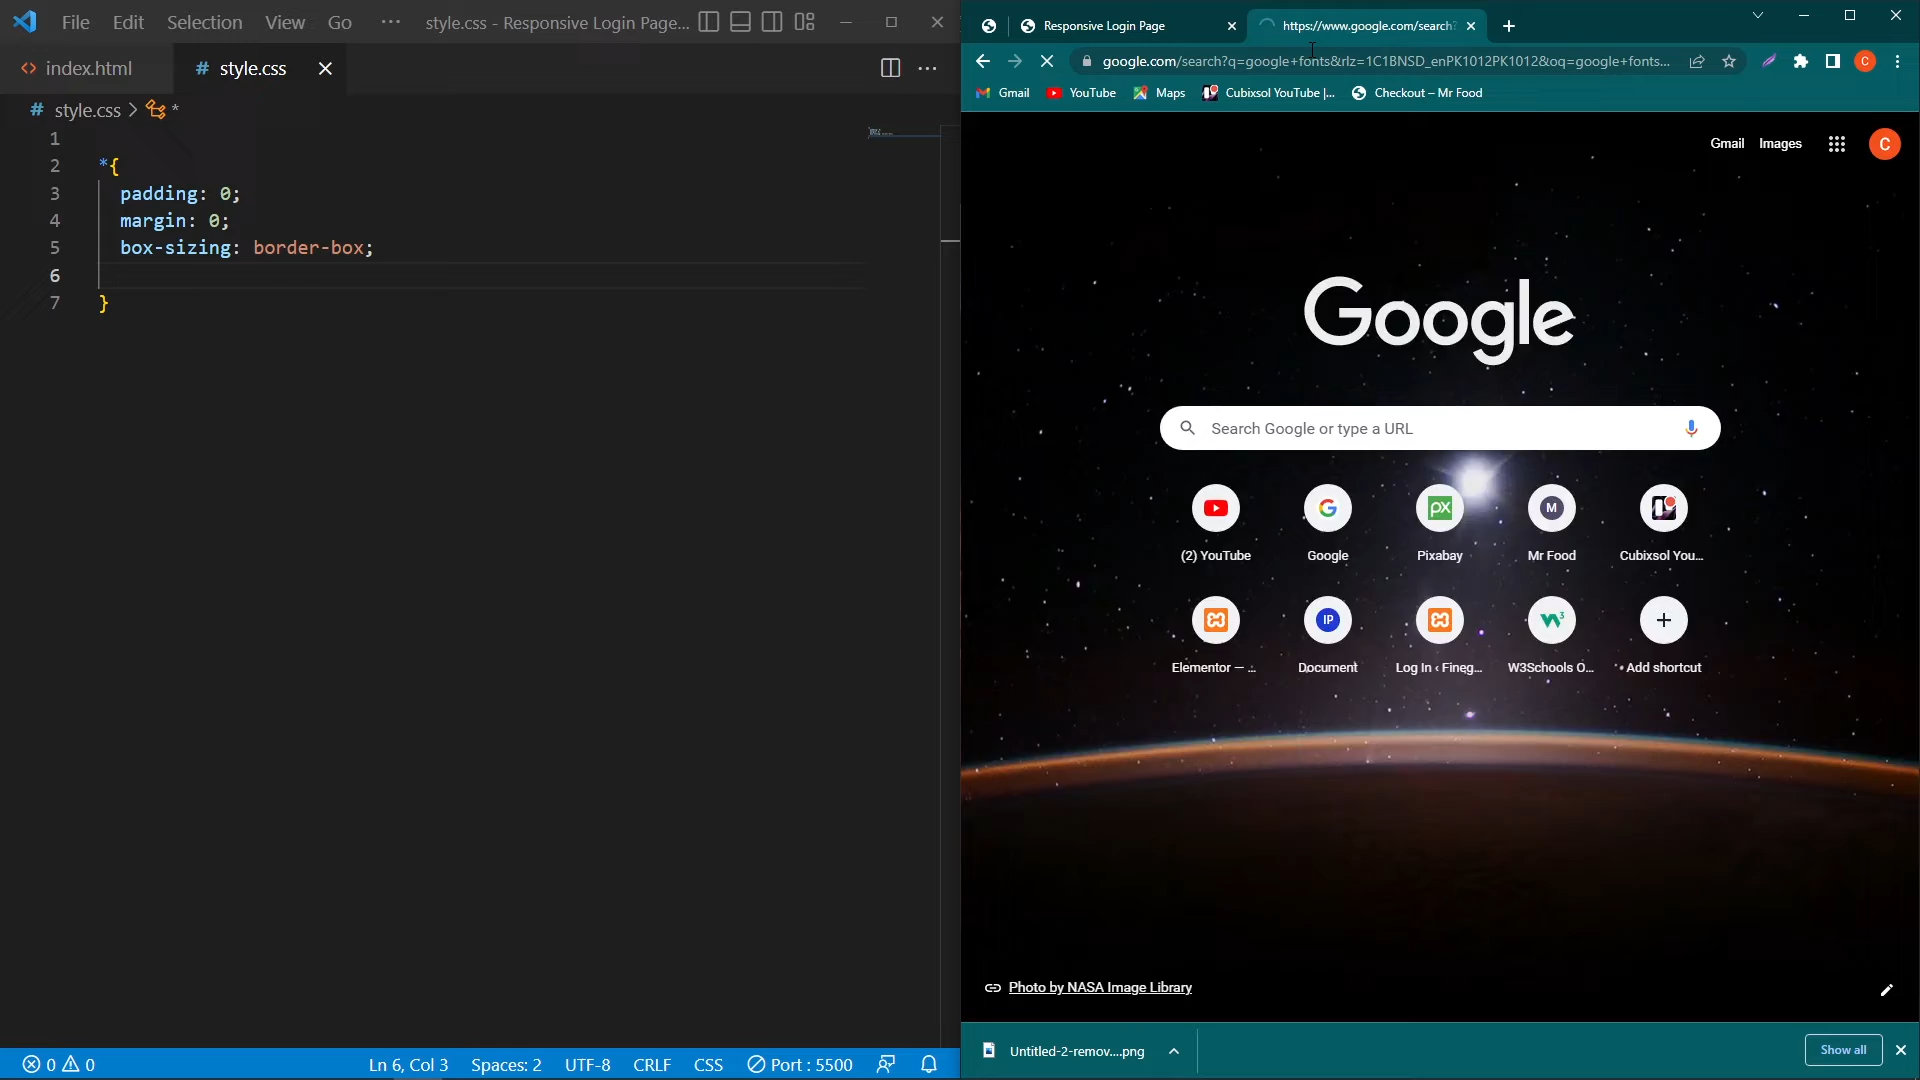 File Edit Selection View Go ··· style.css - Responsive Login Page...
index.html
# style.css
# style.css > *
1
2 *{
3 padding: 0;
4 margin: 0;
5 box-sizing: border-box;
6
7 }
0 0 Ln 6, Col 3 Spaces: 2 UTF-8 CRLF CSS Port : 5500
Responsive Login Page
https://www.google.com/search?
google.com/search?q=google+fonts&rlz=1C1BNSD_enPK1012PK1012&oq=google+fonts...
C
Gmail YouTube Maps Cubixsol YouTube |... Checkout – Mr Food
Gmail Images C
Google
Search Google or type a URL
M
(2) YouTube Google Pixabay Mr Food Cubixsol You...
IP
Elementor — ... Document Log In ‹ Fineg... W3Schools O... Add shortcut
Photo by NASA Image Library
Untitled-2-remov....png Show all